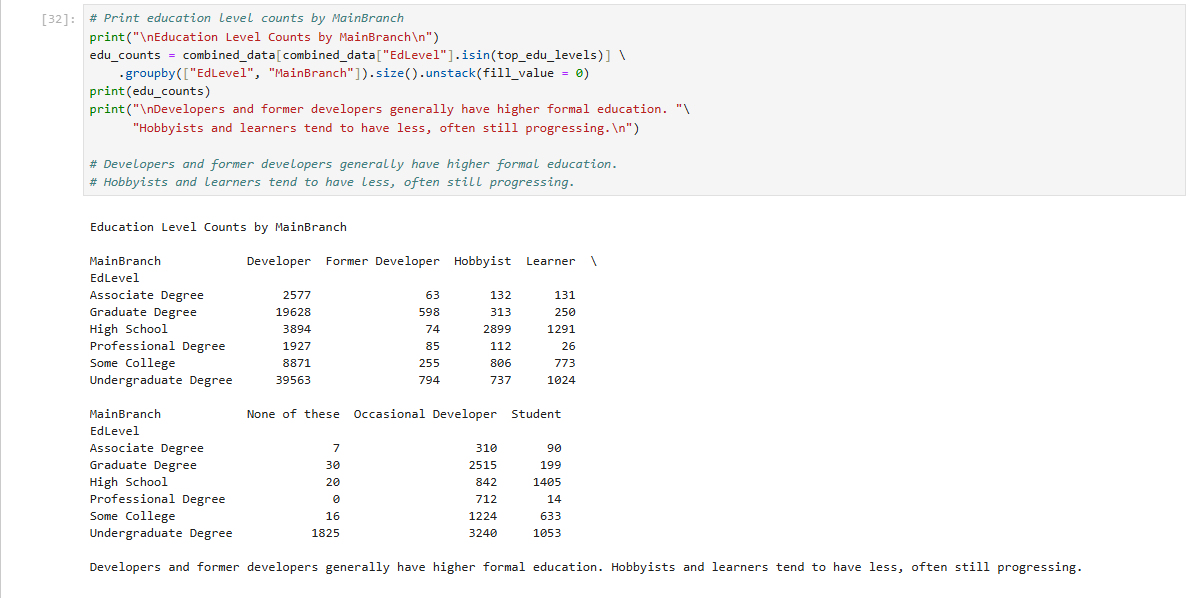 [32]: # Print education level counts by MainBranch
print("\nEducation Level Counts by MainBranch\n")
edu_counts = combined_data[combined_data["EdLevel"].isin(top_edu_levels)] \
    .groupby(["EdLevel", "MainBranch"]).size().unstack(fill_value = 0)
print(edu_counts)
print("\nDevelopers and former developers generally have higher formal education. "\
      "Hobbyists and learners tend to have less, often still progressing.\n")
# Developers and former developers generally have higher formal education.
# Hobbyists and learners tend to have less, often still progressing.
Education Level Counts by MainBranch
MainBranch            Developer  Former Developer  Hobbyist  Learner  \
EdLevel
Associate Degree           2577                63       132      131
Graduate Degree           19628               598       313      250
High School                3894                74      2899     1291
Professional Degree        1927                85       112       26
Some College               8871               255       806      773
Undergraduate Degree      39563               794       737     1024
MainBranch            None of these  Occasional Developer  Student
EdLevel
Associate Degree                  7                   310       90
Graduate Degree                  30                  2515      199
High School                      20                   842     1405
Professional Degree               0                   712       14
Some College                     16                  1224      633
Undergraduate Degree           1825                  3240     1053
Developers and former developers generally have higher formal education. Hobbyists and learners tend to have less, often still progressing.